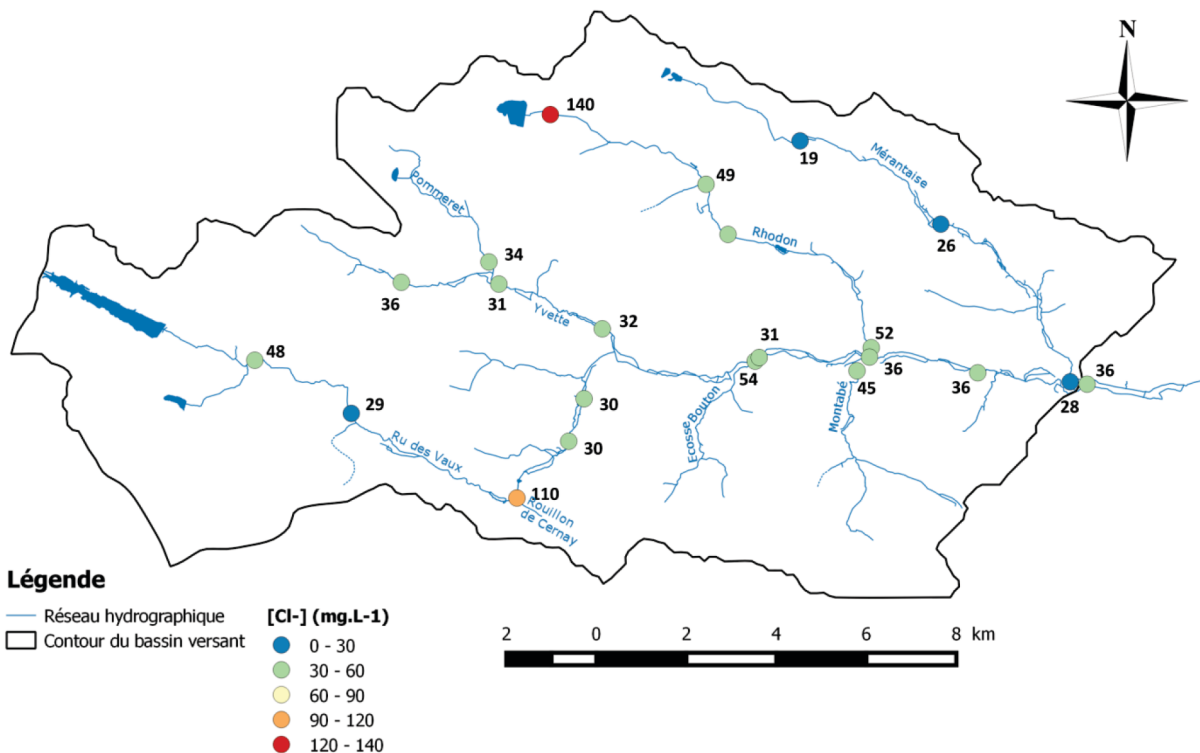 N
140
19
Mérantaise
49
Pommeret
26
Rhodon
34
36
31
Yvette
32
48
31
52
36
54
45
36
36
28
29
30
Ecosse Bouton
Montabé
30
Ru des Vaux
110
Rouillon
de Cernay
Légende
Réseau hydrographique
Contour du bassin versant
[Cl-] (mg.L-1)
0 - 30
30 - 60
60 - 90
90 - 120
120 - 140
2 0 2 4 6 8 km